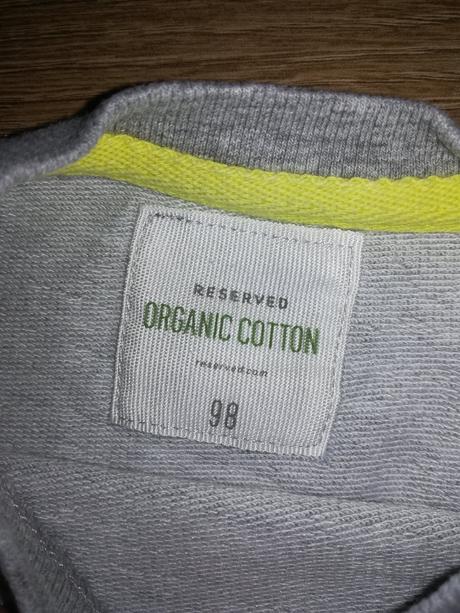 RESERVED
ORGANIC COTTON
reserved.com
98